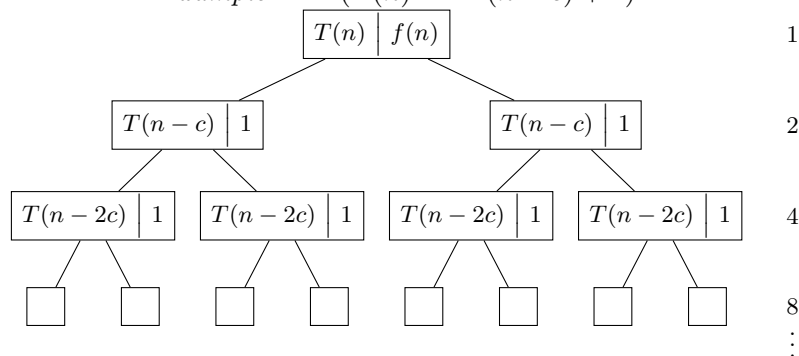 T(n) | f(n) 1
T(n − c) | 1 T(n − c) | 1 2
T(n − 2c) | 1 T(n − 2c) | 1 T(n − 2c) | 1 T(n − 2c) | 1 4
8
⋮